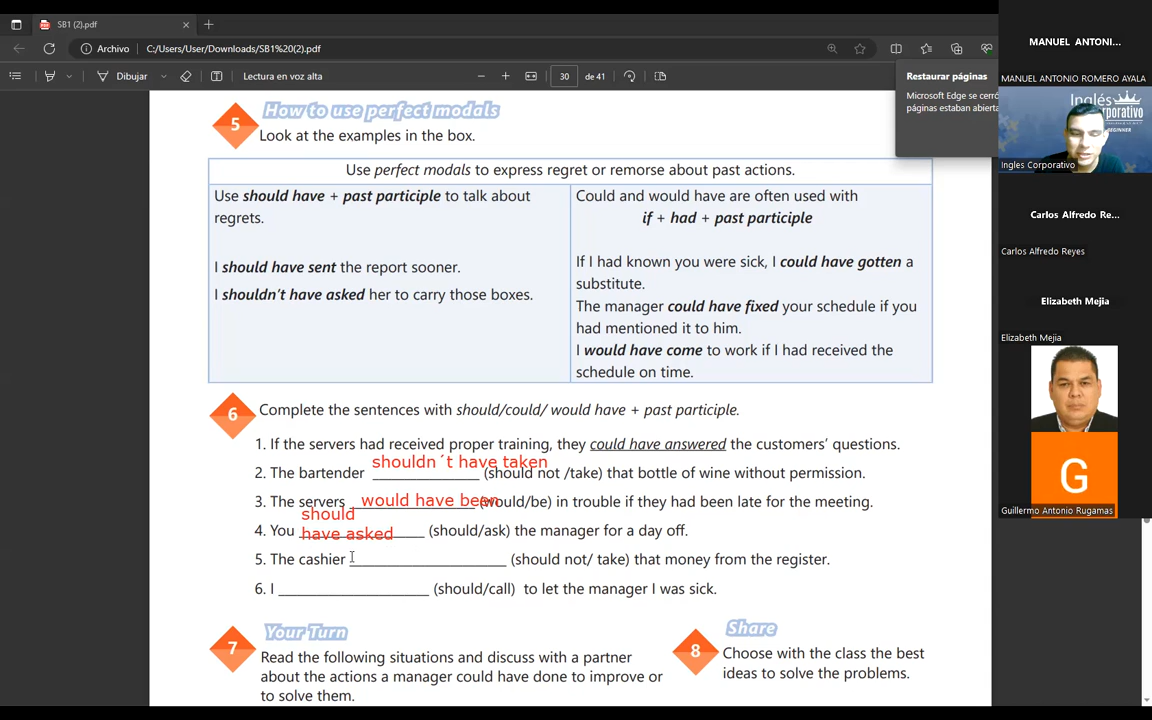 SB1 (2).pdf
Archivo C:/Users/User/Downloads/SB1%20(2).pdf
Dibujar Lectura en voz alta 30 de 41
Restaurar páginas
Microsoft Edge se cerró
páginas estaban abierta
5 How to use perfect modals
Look at the examples in the box.
Use perfect modals to express regret or remorse about past actions.
Use should have + past participle to talk about
regrets.
I should have sent the report sooner.
I shouldn't have asked her to carry those boxes.
Could and would have are often used with
if + had + past participle
If I had known you were sick, I could have gotten a
substitute.
The manager could have fixed your schedule if you
had mentioned it to him.
I would have come to work if I had received the
schedule on time.
6 Complete the sentences with should/could/ would have + past participle.
1. If the servers had received proper training, they could have answered the customers' questions.
shouldn´t have taken
2. The bartender ____________ (should not /take) that bottle of wine without permission.
would have been
3. The servers ____________ (would/be) in trouble if they had been late for the meeting.
should
have asked
4. You ____________ (should/ask) the manager for a day off.
5. The cashier ____________ (should not/ take) that money from the register.
6. I ____________ (should/call) to let the manager I was sick.
7 Your Turn
Read the following situations and discuss with a partner
about the actions a manager could have done to improve or
to solve them.
8 Share
Choose with the class the best
ideas to solve the problems.
MANUEL ANTONI...
MANUEL ANTONIO ROMERO AYALA
Inglés
Corporativo
BEGINNER
Ingles Corporativo
Carlos Alfredo Re...
Carlos Alfredo Reyes
Elizabeth Mejia
Elizabeth Mejia
G
Guillermo Antonio Rugamas